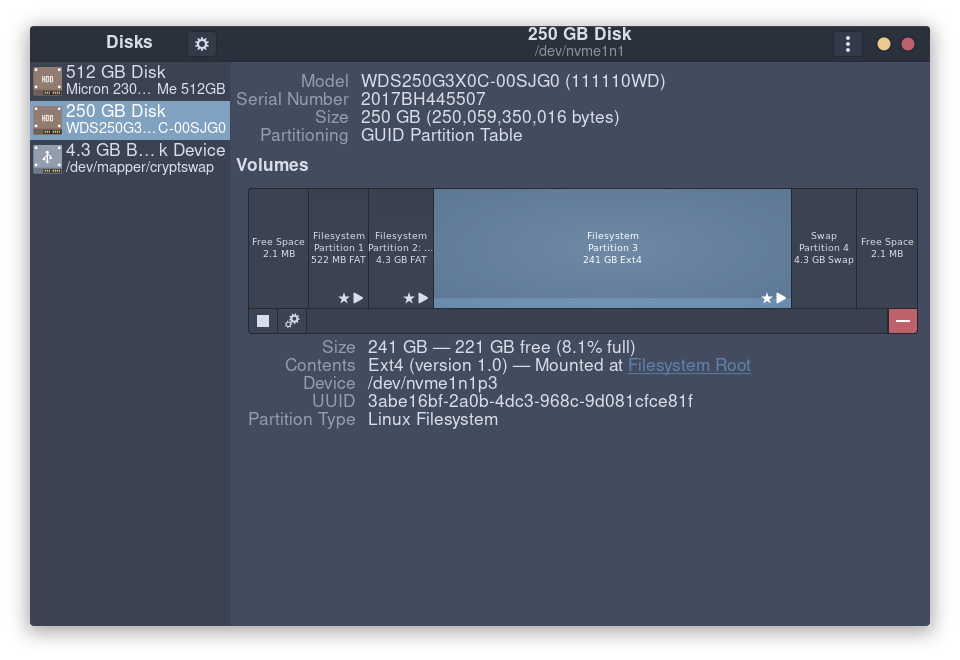 Disks
250 GB Disk
/dev/nvme1n1
512 GB Disk
Micron 230… Me 512GB
250 GB Disk
WDS250G3…C-00SJG0
4.3 GB B…k Device
/dev/mapper/cryptswap
Model WDS250G3X0C-00SJG0 (111110WD)
Serial Number 2017BH445507
Size 250 GB (250,059,350,016 bytes)
Partitioning GUID Partition Table
Volumes
Free Space
2.1 MB
Filesystem
Partition 1
522 MB FAT
Filesystem
Partition 2: …
4.3 GB FAT
Filesystem
Partition 3
241 GB Ext4
Swap
Partition 4
4.3 GB Swap
Free Space
2.1 MB
Size 241 GB — 221 GB free (8.1% full)
Contents Ext4 (version 1.0) — Mounted at Filesystem Root
Device /dev/nvme1n1p3
UUID 3abe16bf-2a0b-4dc3-968c-9d081cfce81f
Partition Type Linux Filesystem